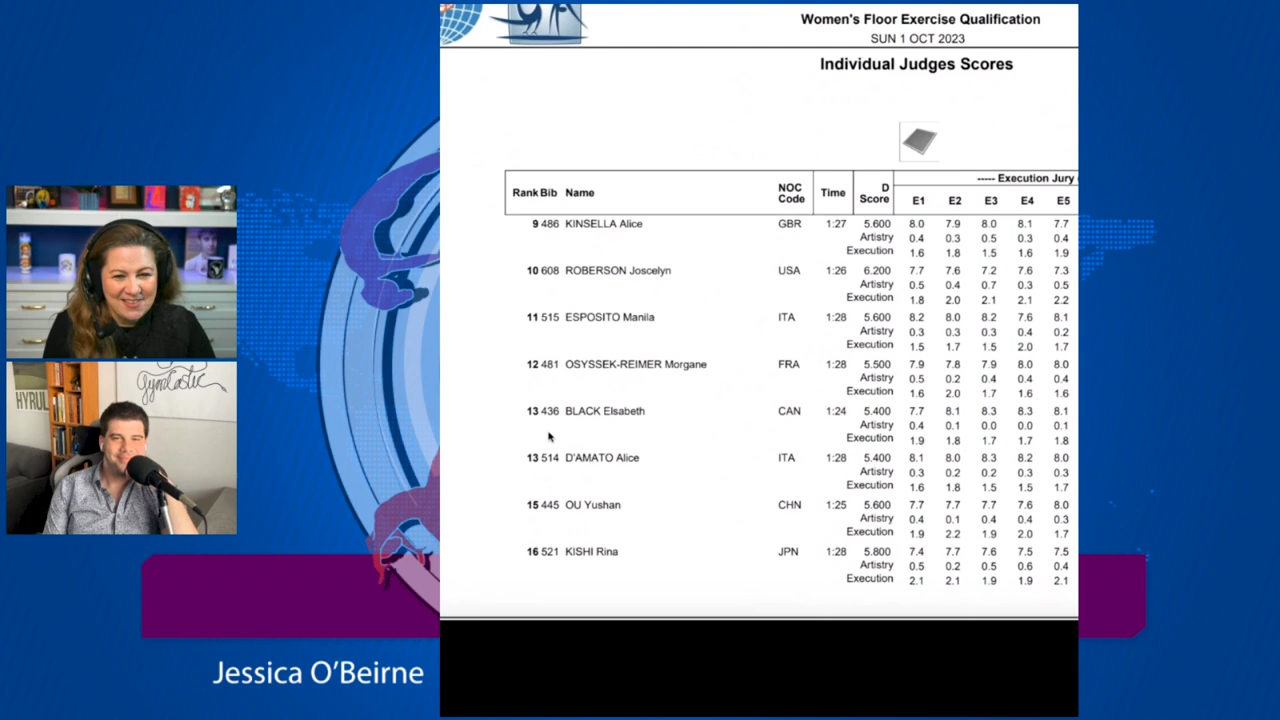 Women's Floor Exercise Qualification
SUN 1 OCT 2023
Individual Judges Scores
----- Execution Jury
Rank Bib Name NOC Code Time D Score E1 E2 E3 E4 E5
9 486 KINSELLA Alice GBR 1:27 5.600 8.0 7.9 8.0 8.1 7.7
Artistry 0.4 0.3 0.5 0.3 0.4
Execution 1.6 1.8 1.5 1.6 1.9
10 608 ROBERSON Joscelyn USA 1:26 6.200 7.7 7.6 7.2 7.6 7.3
Artistry 0.5 0.4 0.7 0.3 0.5
Execution 1.8 2.0 2.1 2.1 2.2
11 515 ESPOSITO Manila ITA 1:28 5.600 8.2 8.0 8.2 7.6 8.1
Artistry 0.3 0.3 0.3 0.4 0.2
Execution 1.5 1.7 1.5 2.0 1.7
12 481 OSYSSEK-REIMER Morgane FRA 1:28 5.500 7.9 7.8 7.9 8.0 8.0
Artistry 0.5 0.2 0.4 0.4 0.4
Execution 1.6 2.0 1.7 1.6 1.6
13 436 BLACK Elsabeth CAN 1:24 5.400 7.7 8.1 8.3 8.3 8.1
Artistry 0.4 0.1 0.0 0.0 0.1
Execution 1.9 1.8 1.7 1.7 1.8
13 514 D'AMATO Alice ITA 1:28 5.400 8.1 8.0 8.3 8.2 8.0
Artistry 0.3 0.2 0.2 0.3 0.3
Execution 1.6 1.8 1.5 1.5 1.7
15 445 OU Yushan CHN 1:25 5.600 7.7 7.7 7.7 7.6 8.0
Artistry 0.4 0.1 0.4 0.4 0.3
Execution 1.9 2.2 1.9 2.0 1.7
16 521 KISHI Rina JPN 1:28 5.800 7.4 7.7 7.6 7.5 7.5
Artistry 0.5 0.2 0.5 0.6 0.4
Execution 2.1 2.1 1.9 1.9 2.1
GymCastic
HYRUL
Jessica O'Beirne